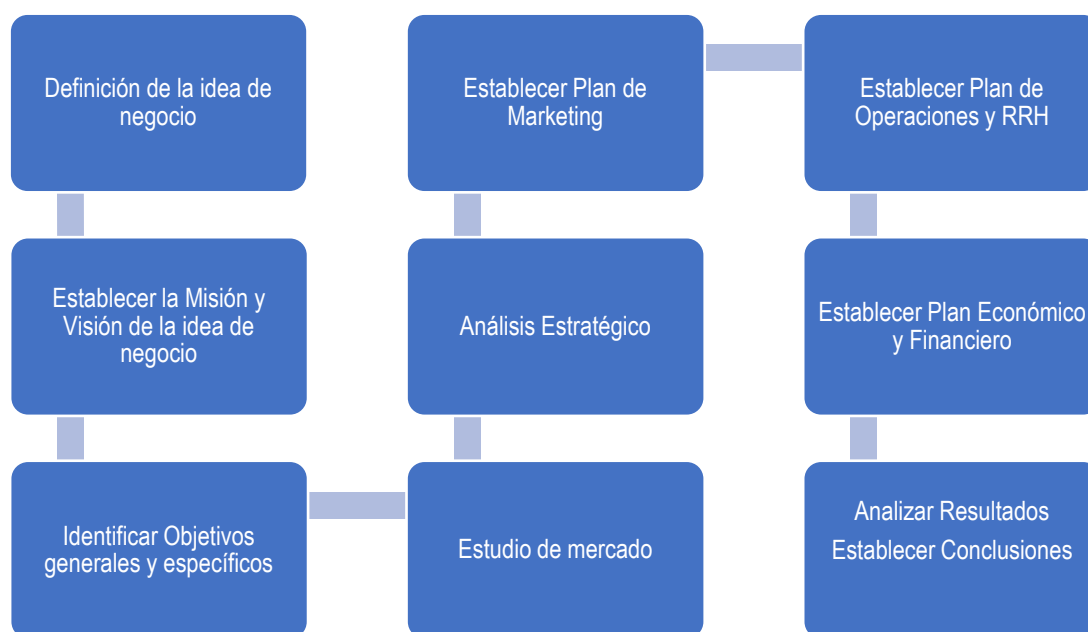 Definición de la idea de
negocio
Establecer la Misión y
Visión de la idea de
negocio
Identificar Objetivos
generales y específicos
Estudio de mercado
Análisis Estratégico
Establecer Plan de
Marketing
Establecer Plan de
Operaciones y RRH
Establecer Plan Económico
y Financiero
Analizar Resultados
Establecer Conclusiones